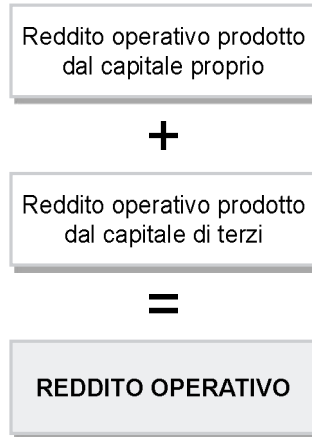 Reddito operativo prodotto
dal capitale proprio
+
Reddito operativo prodotto
dal capitale di terzi
=
REDDITO OPERATIVO